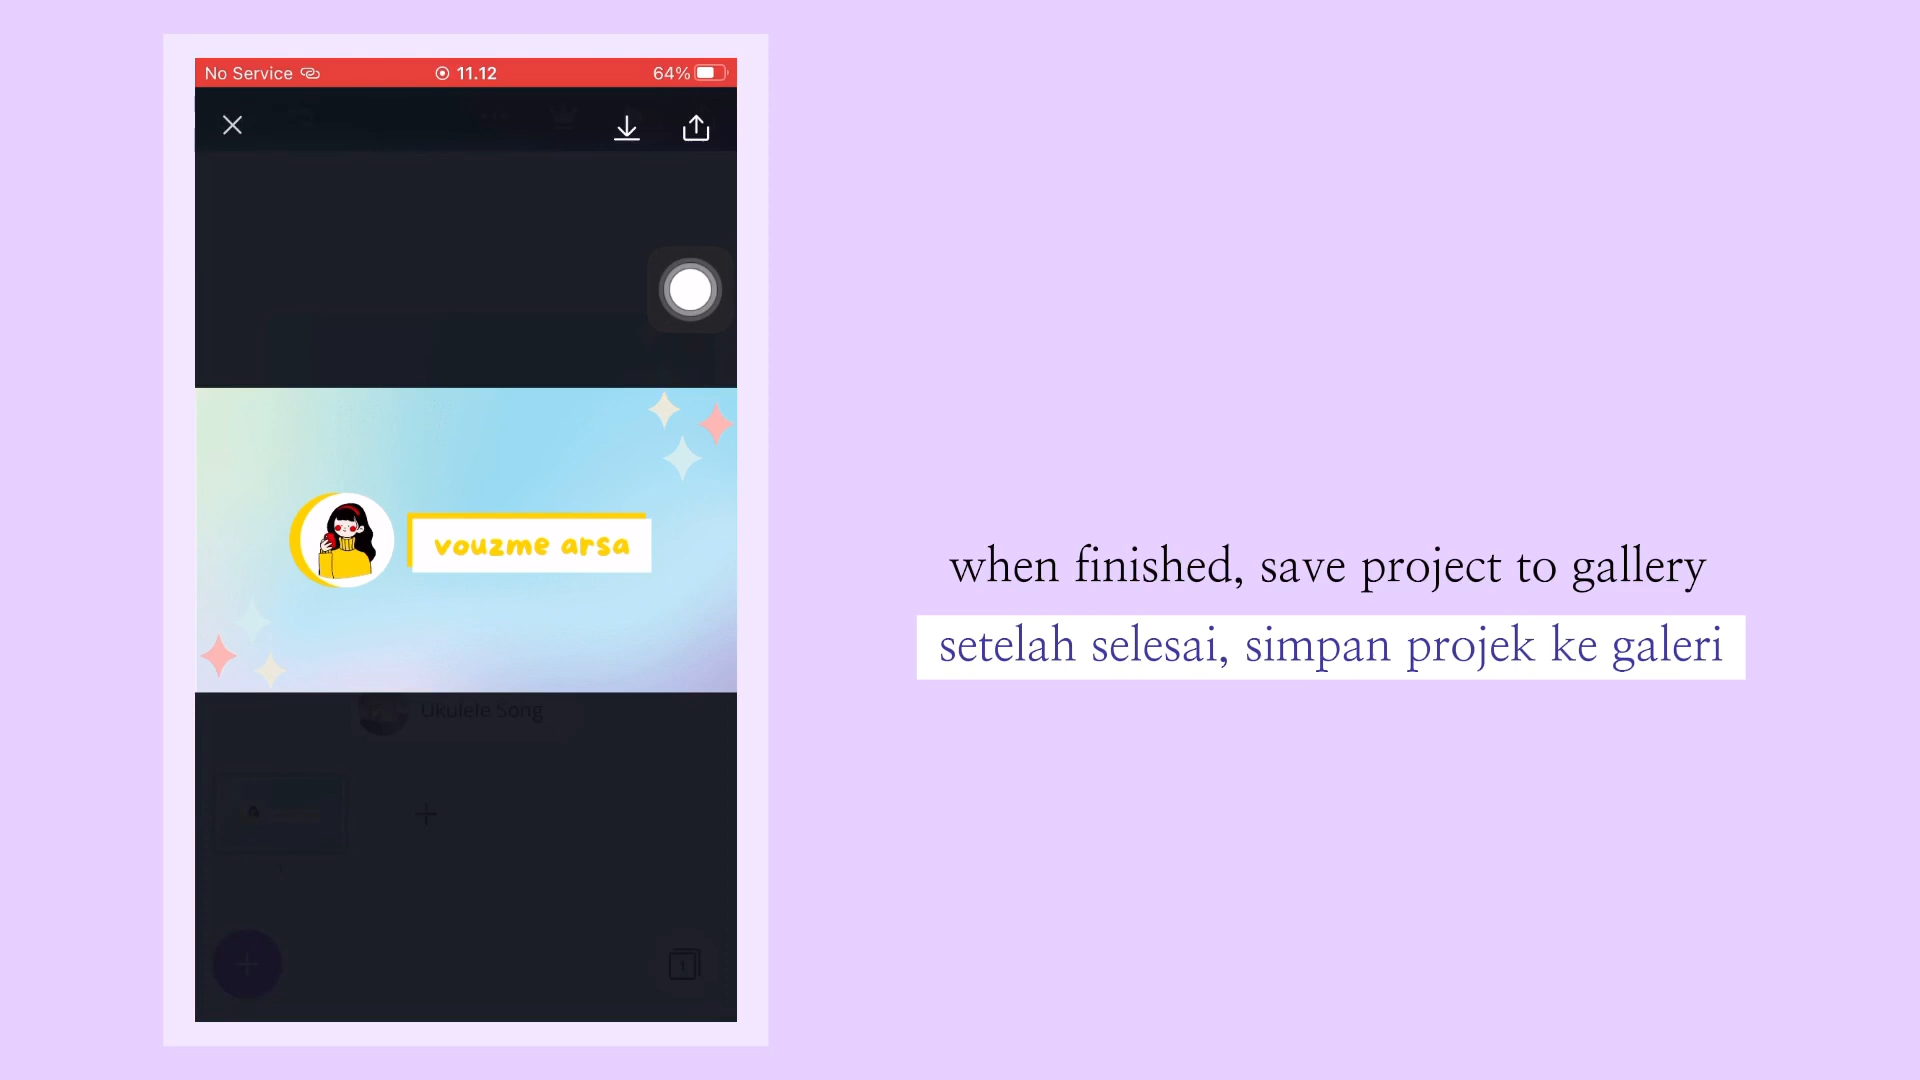 No Service 11.12 64%
vouzme arsa
Ukulele Song
1
when finished, save project to gallery
setelah selesai, simpan projek ke galeri